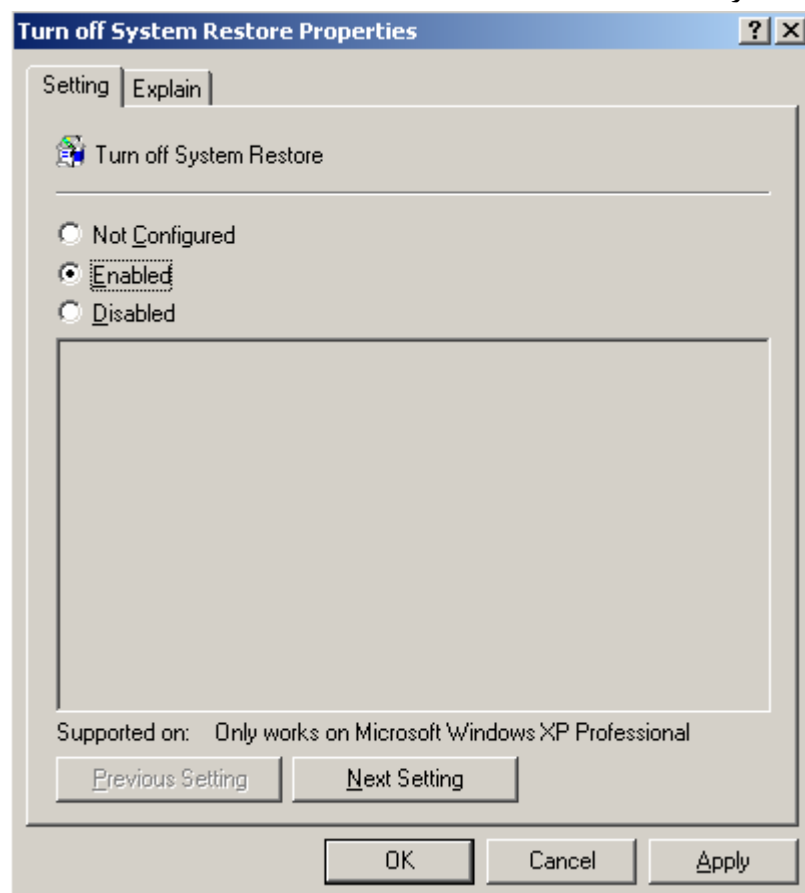 Turn off System Restore Properties
Setting
Explain
Turn off System Restore
Not Configured
Enabled
Disabled
Supported on: Only works on Microsoft Windows XP Professional
Previous Setting
Next Setting
OK
Cancel
Apply